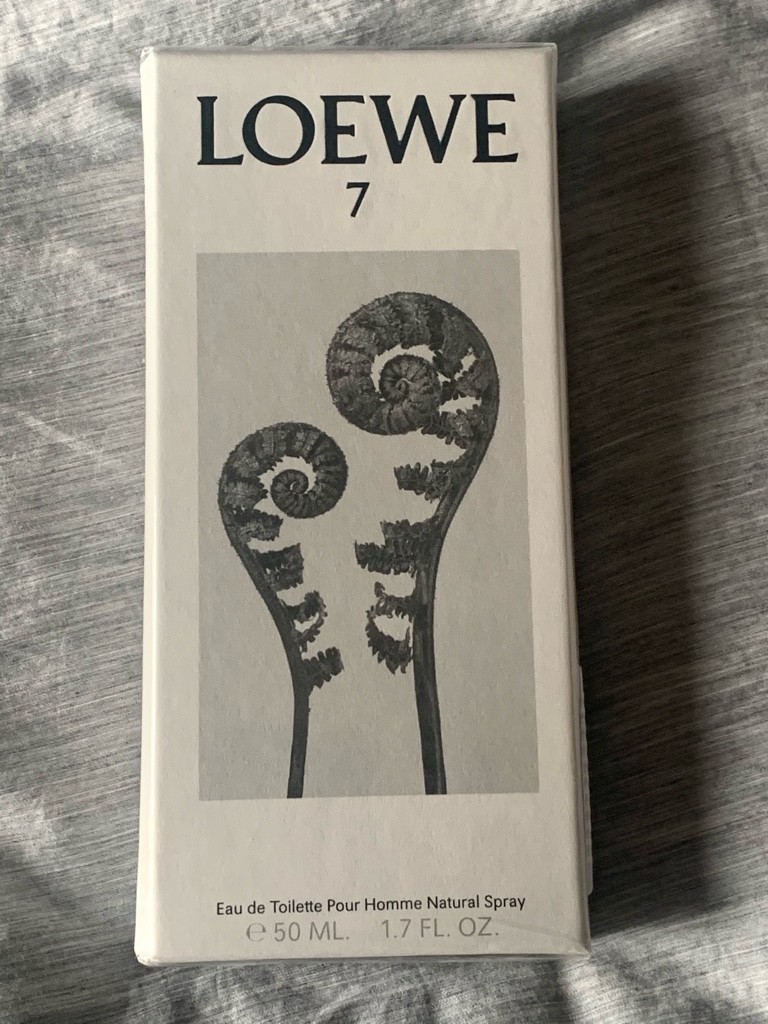 LOEWE
7
Eau de Toilette Pour Homme Natural Spray
℮ 50 ML. 1.7 FL. OZ.